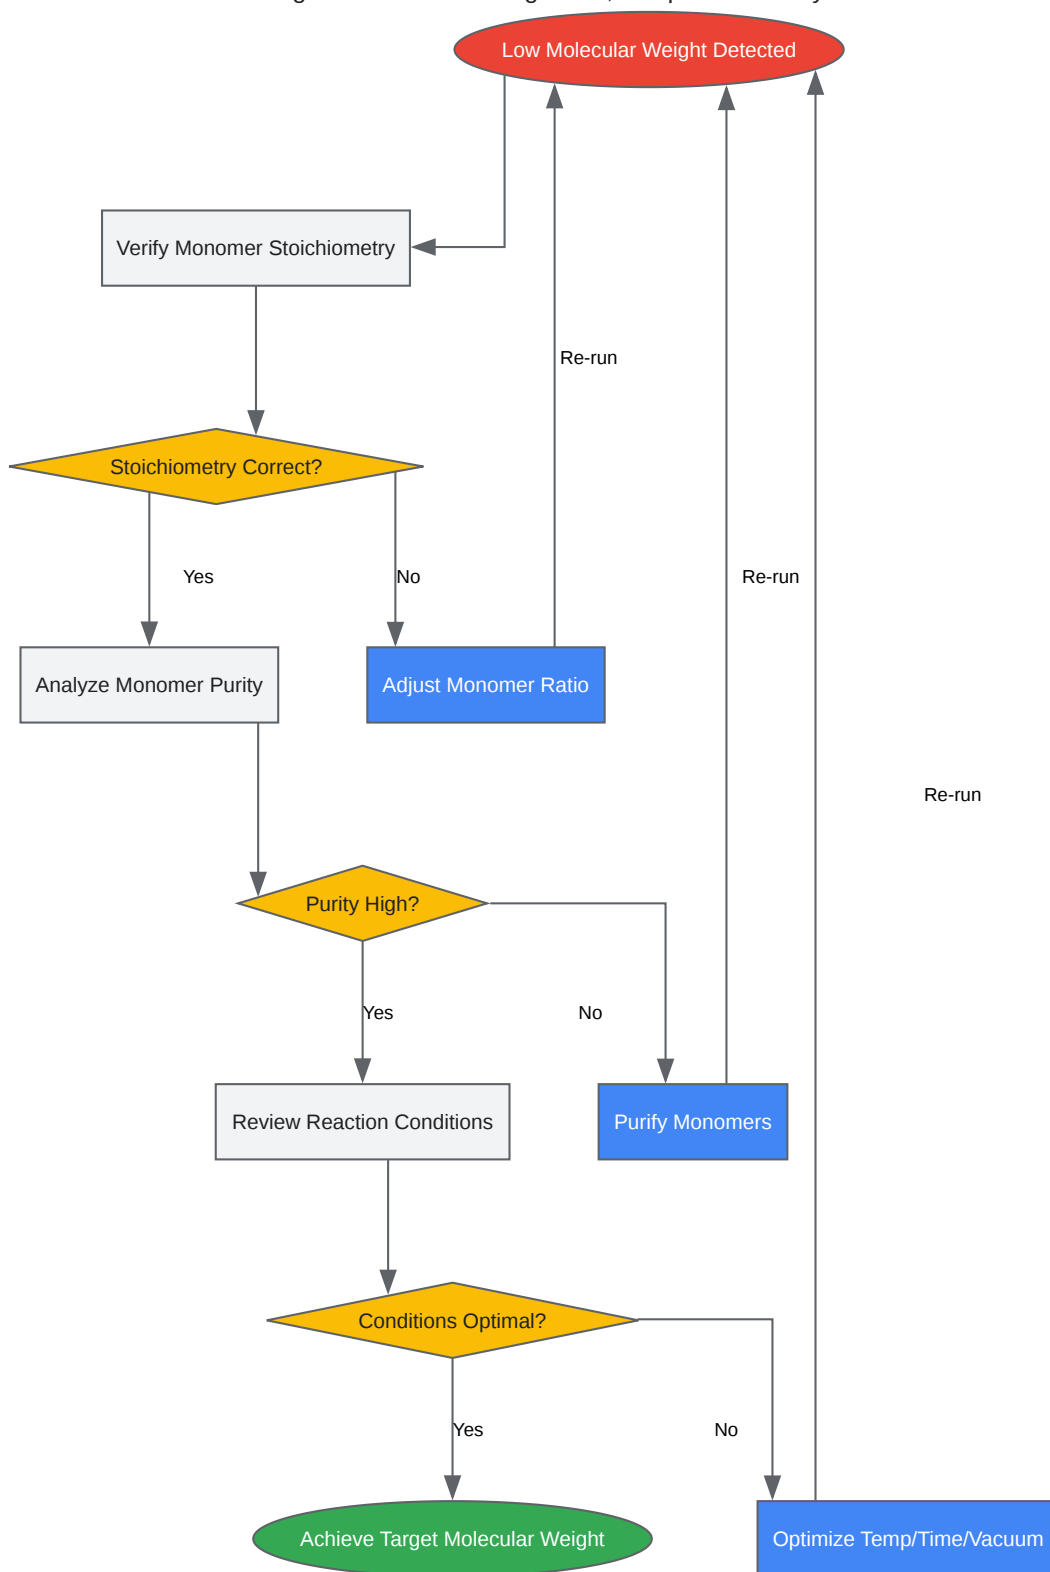 Low Molecular Weight Detected
Verify Monomer Stoichiometry
Re-run
Stoichiometry Correct?
Yes
No
Re-run
Analyze Monomer Purity
Adjust Monomer Ratio
Re-run
Purity High?
Yes
No
Review Reaction Conditions
Purify Monomers
Conditions Optimal?
Yes
No
Achieve Target Molecular Weight
Optimize Temp/Time/Vacuum